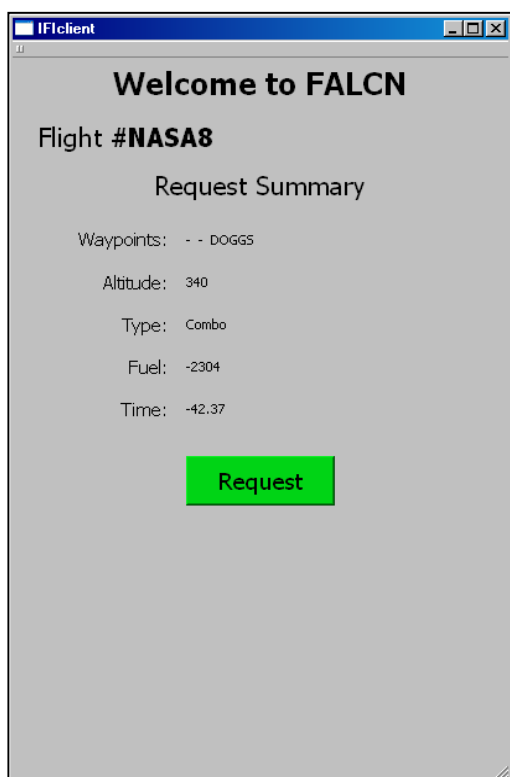 IFIclient
Welcome to FALCN
Flight #NASA8
Request Summary
Waypoints: - - DOGGS
Altitude: 340
Type: Combo
Fuel: -2304
Time: -42.37
Request